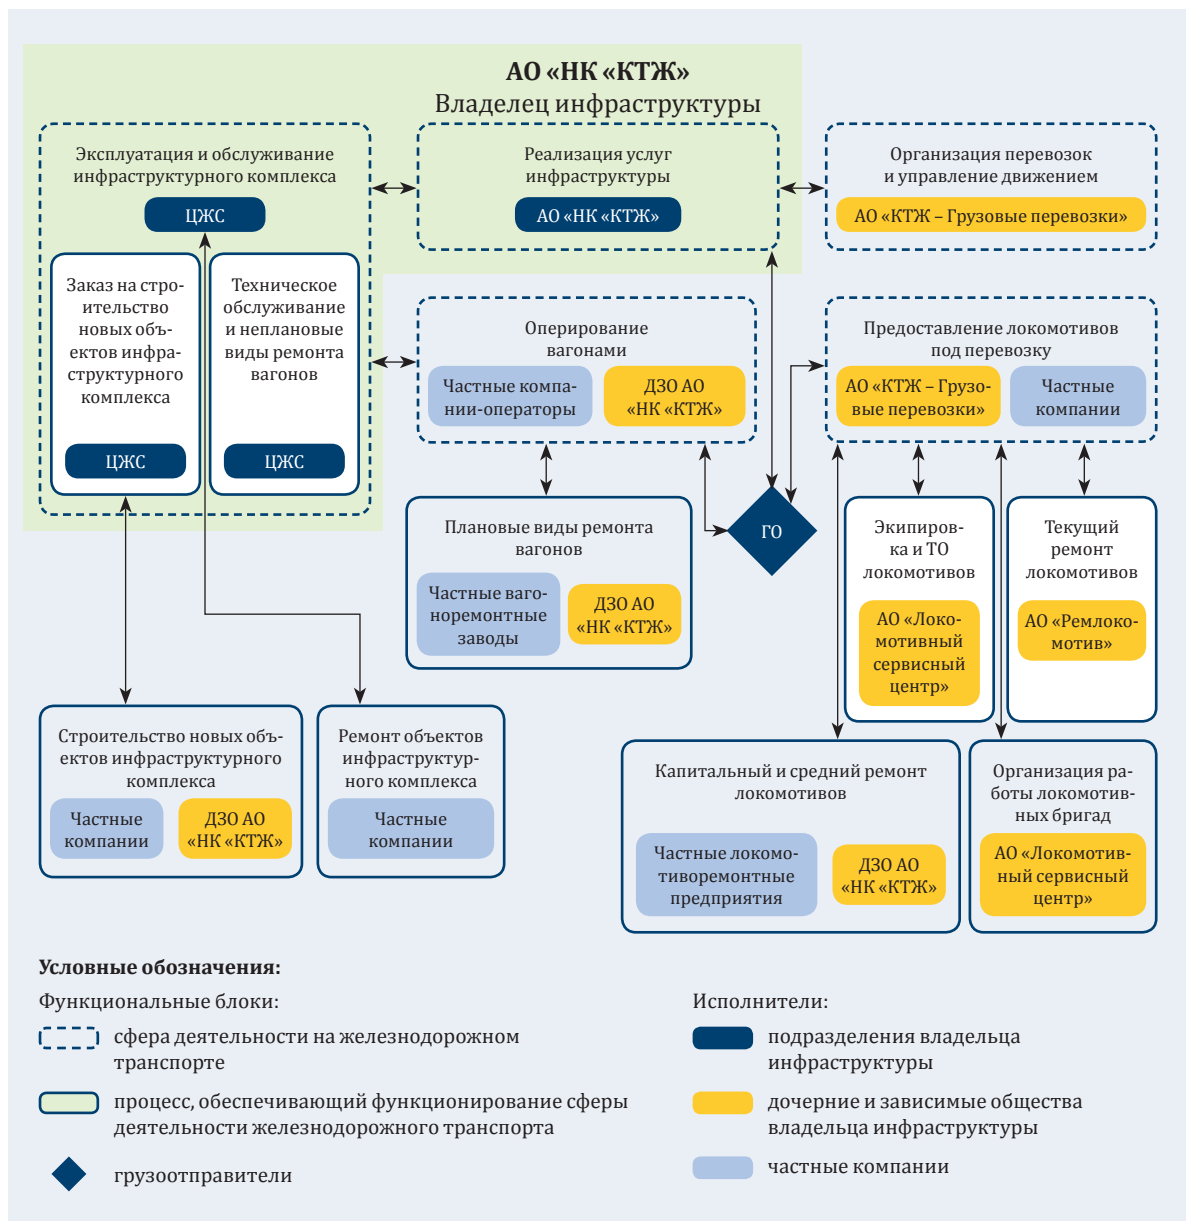 АО «НК «КТЖ»
Владелец инфраструктуры
Эксплуатация и обслуживание
инфраструктурного комплекса
ЦЖС
Заказ на стро-
ительство
новых объ-
ектов инфра-
структурного
комплекса
ЦЖС
Техническое
обслуживание
и неплановые
виды ремонта
вагонов
ЦЖС
Реализация услуг
инфраструктуры
АО «НК «КТЖ»
Организация перевозок
и управление движением
АО «КТЖ – Грузовые перевозки»
Оперирование
вагонами
Частные компа-
нии-операторы
ДЗО АО
«НК «КТЖ»
Предоставление локомотивов
под перевозку
АО «КТЖ – Грузо-
вые перевозки»
Частные
компании
Плановые виды ремонта
вагонов
Частные ваго-
норемонтные
заводы
ДЗО АО
«НК «КТЖ»
ГО
Экипиров-
ка и ТО
локомотивов
АО «Локо-
мотивный
сервисный
центр»
Текущий
ремонт
локомотивов
АО «Ремлоко-
мотив»
Строительство новых объ-
ектов инфраструктурного
комплекса
Частные
компании
ДЗО АО
«НК «КТЖ»
Ремонт объектов
инфраструктур-
ного комплекса
Частные
компании
Капитальный и средний ремонт
локомотивов
Частные локомо-
тиворемонтные
предприятия
ДЗО АО
«НК «КТЖ»
Организация ра-
боты локомотив-
ных бригад
АО «Локомотив-
ный сервисный
центр»
Условные обозначения:
Функциональные блоки:
сфера деятельности на железнодорожном
транспорте
процесс, обеспечивающий функционирование сферы
деятельности железнодорожного транспорта
грузоотправители
Исполнители:
подразделения владельца
инфраструктуры
дочерние и зависимые общества
владельца инфраструктуры
частные компании